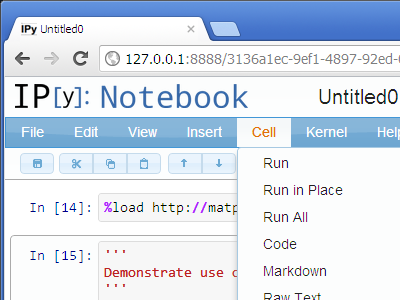 IPy Untitled0
127.0.0.1:8888/3136a1ec-9ef1-4897-92ed-
IP[y]: Notebook Untitled0
File Edit View Insert Cell Kernel Help
Run
Run in Place
In [14]: %load http://matp
Run All
Code
In [15]: '''
Markdown
Demonstrate use o
'''
Raw Text